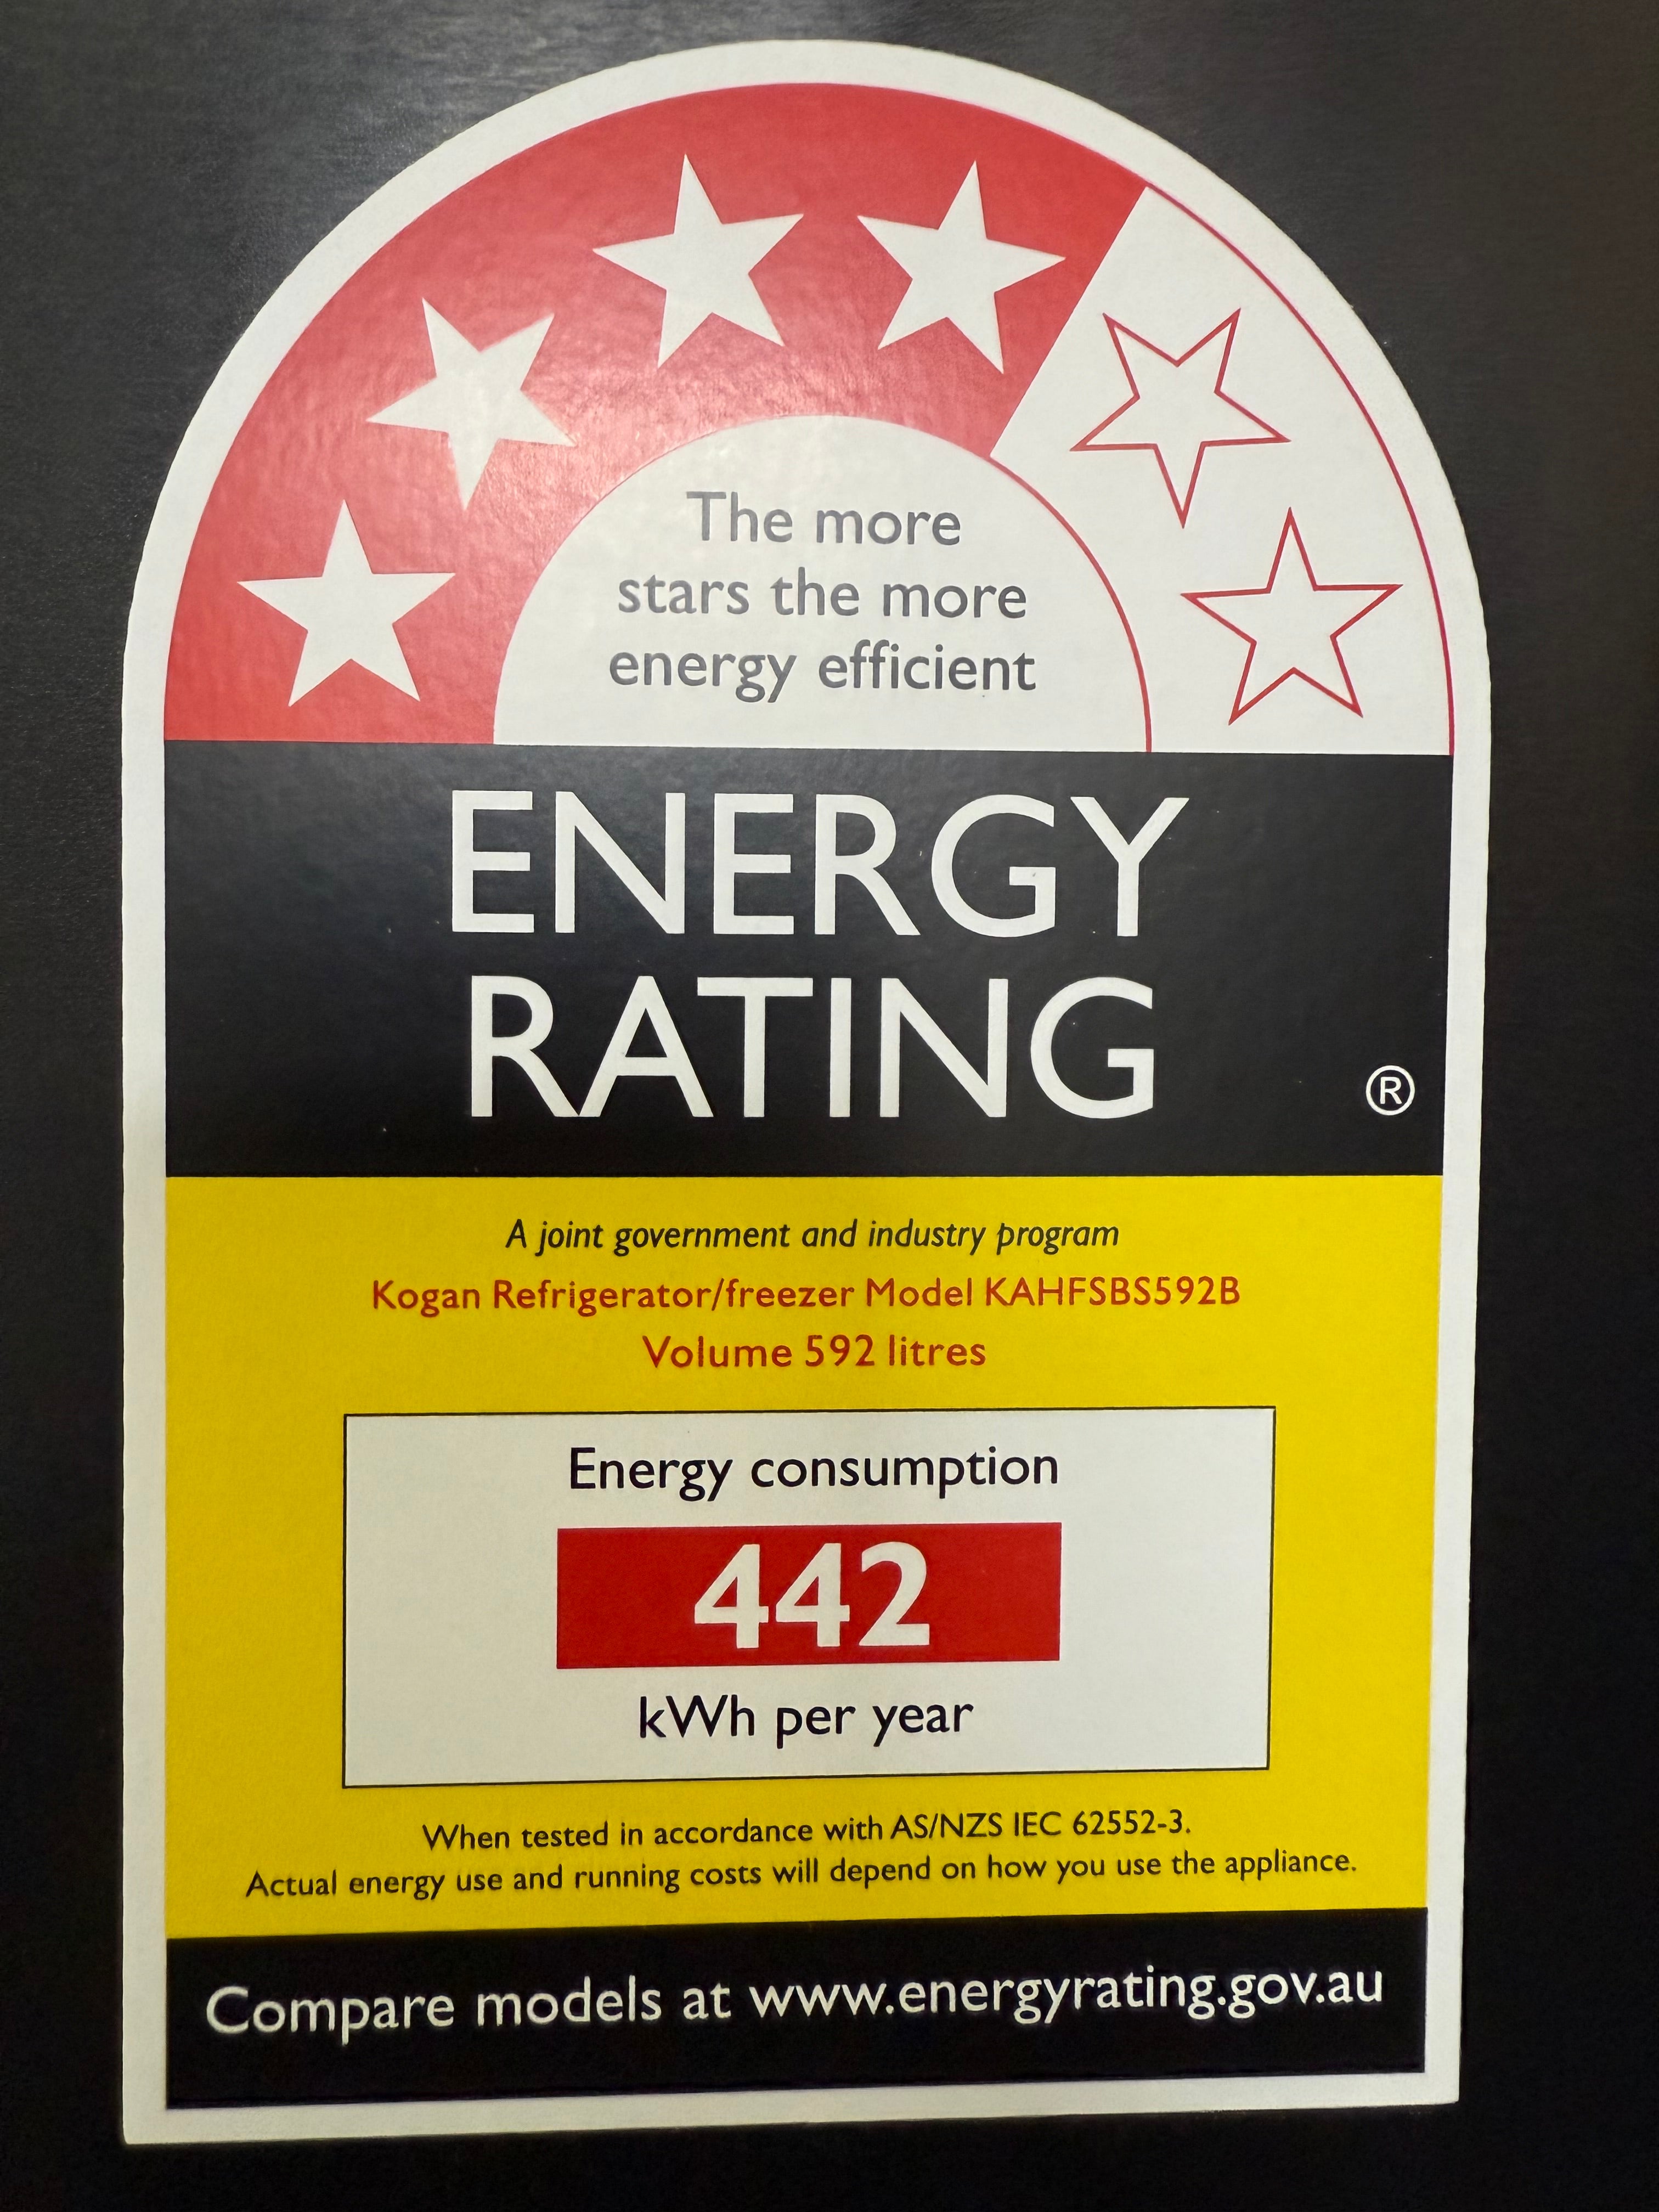 The more
stars the more
energy efficient
ENERGY
RATING
®
A joint government and industry program
Kogan Refrigerator/freezer Model KAHFSBS592B
Volume 592 litres
Energy consumption
442
kWh per year
When tested in accordance with AS/NZS IEC 62552-3.
Actual energy use and running costs will depend on how you use the appliance.
Compare models at www.energyrating.gov.au